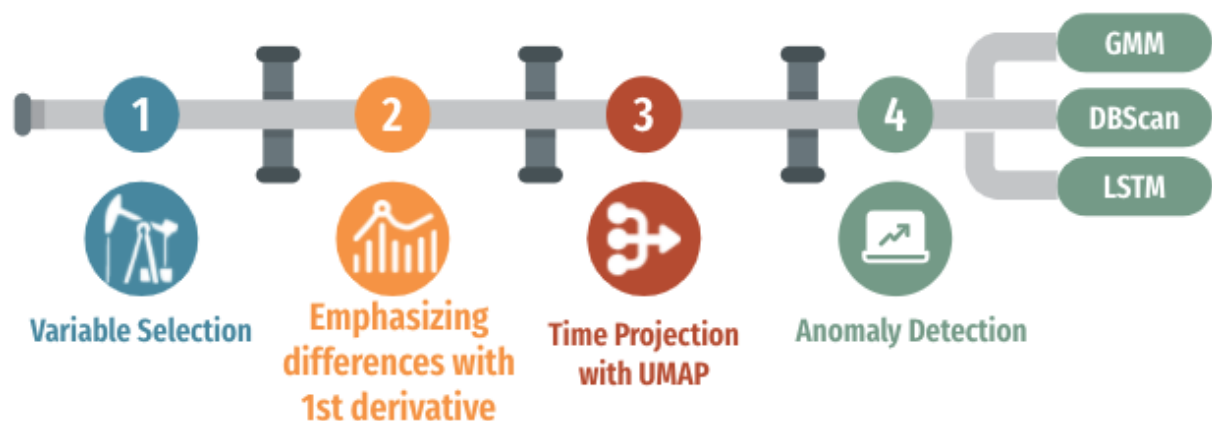 1
2
3
4
GMM
DBScan
LSTM
Variable Selection
Emphasizing
differences with
1st derivative
Time Projection
with UMAP
Anomaly Detection